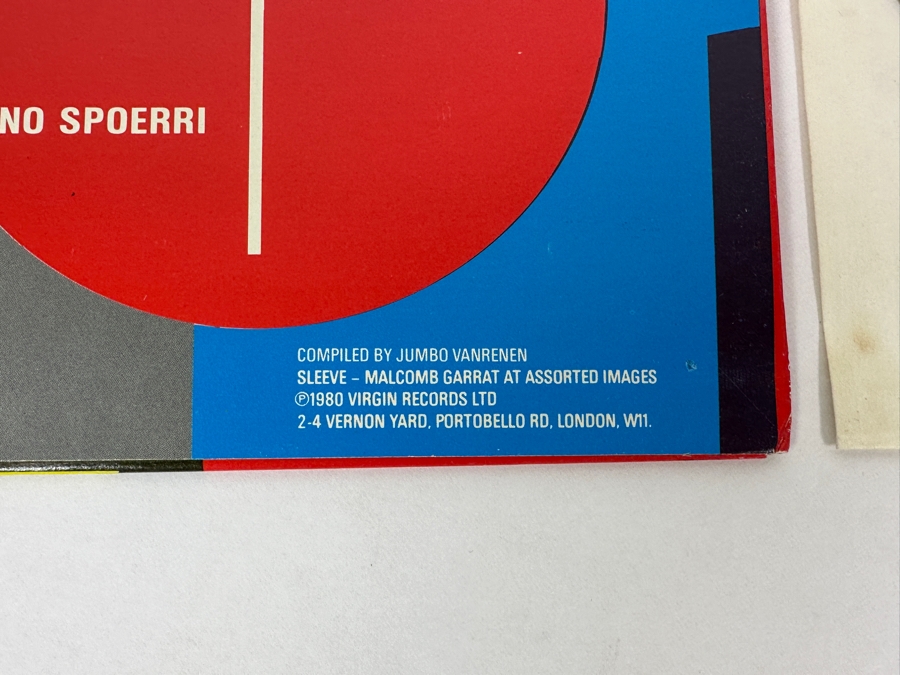 NO SPOERRI
COMPILED BY JUMBO VANRENEN
SLEEVE – MALCOMB GARRAT AT ASSORTED IMAGES
℗1980 VIRGIN RECORDS LTD
2-4 VERNON YARD, PORTOBELLO RD, LONDON, W11.